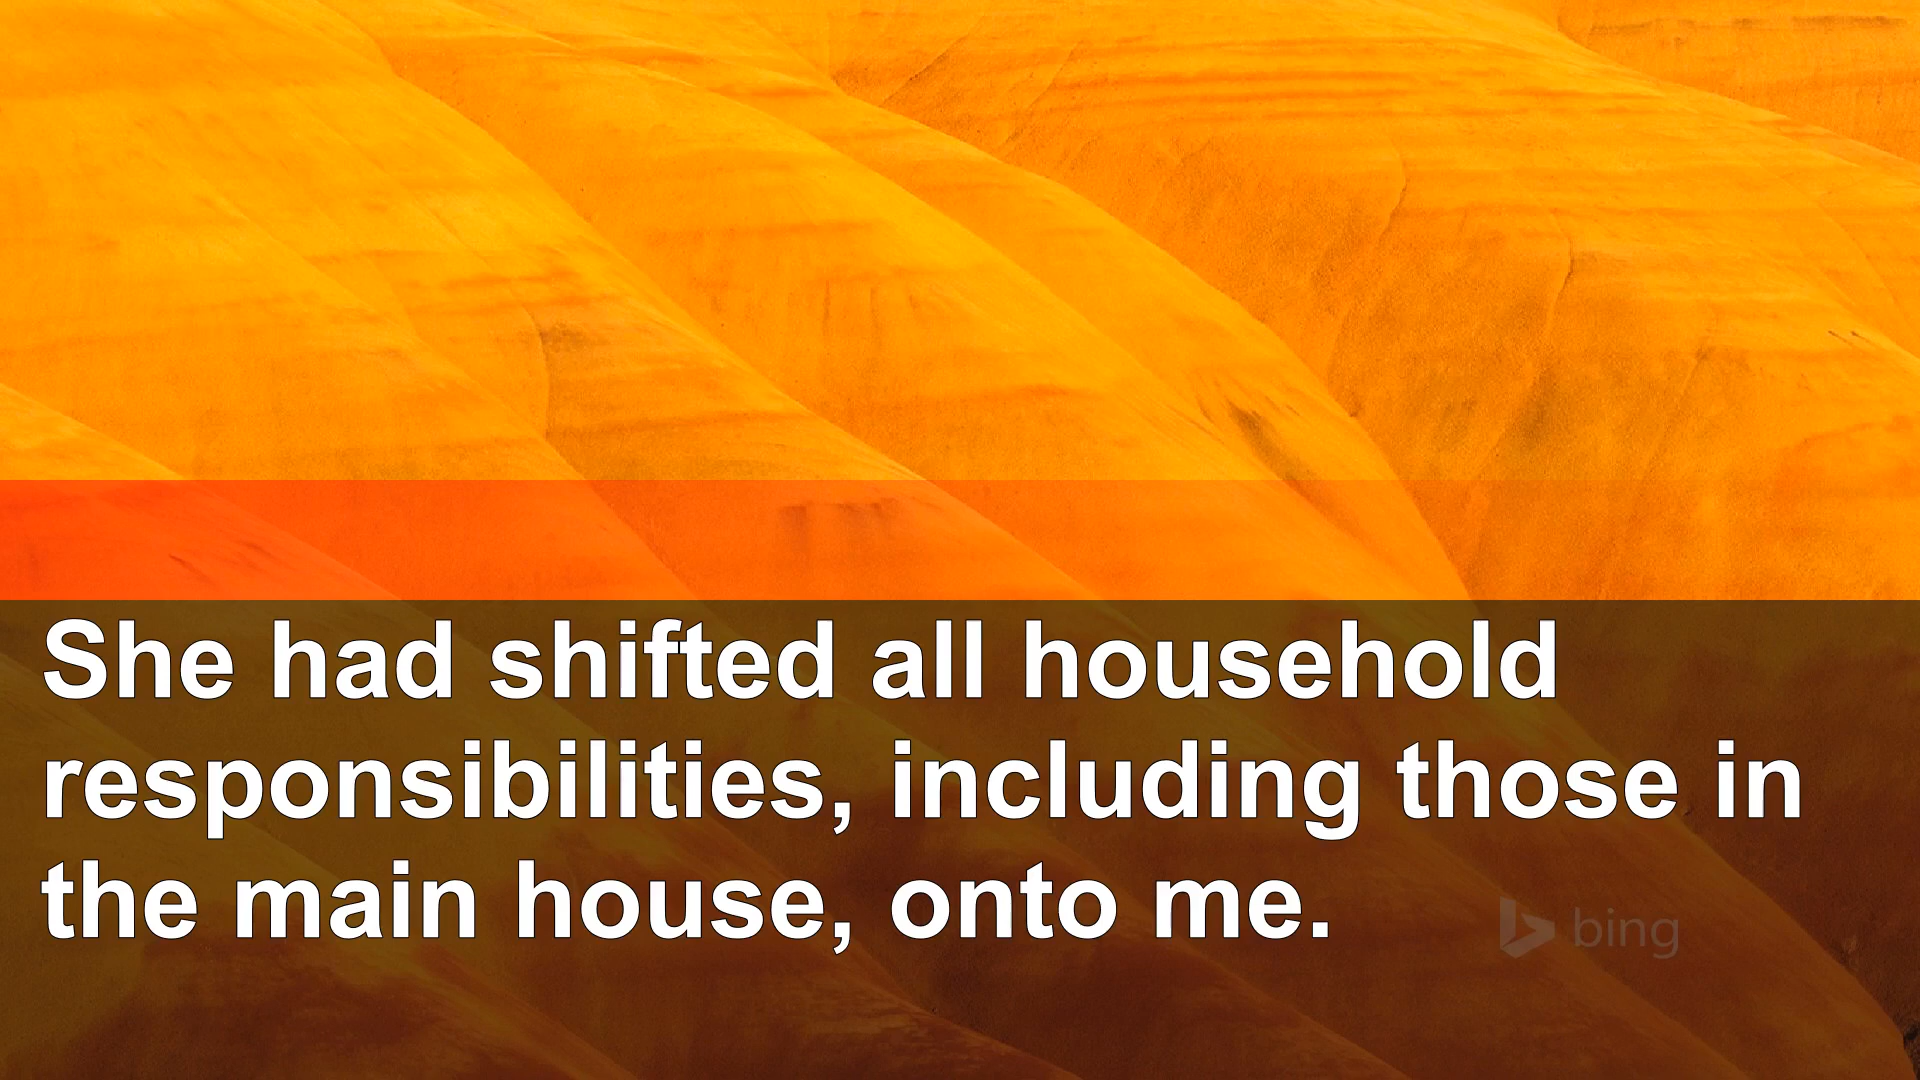 She had shifted all household
responsibilities, including those in
the main house, onto me.
bing